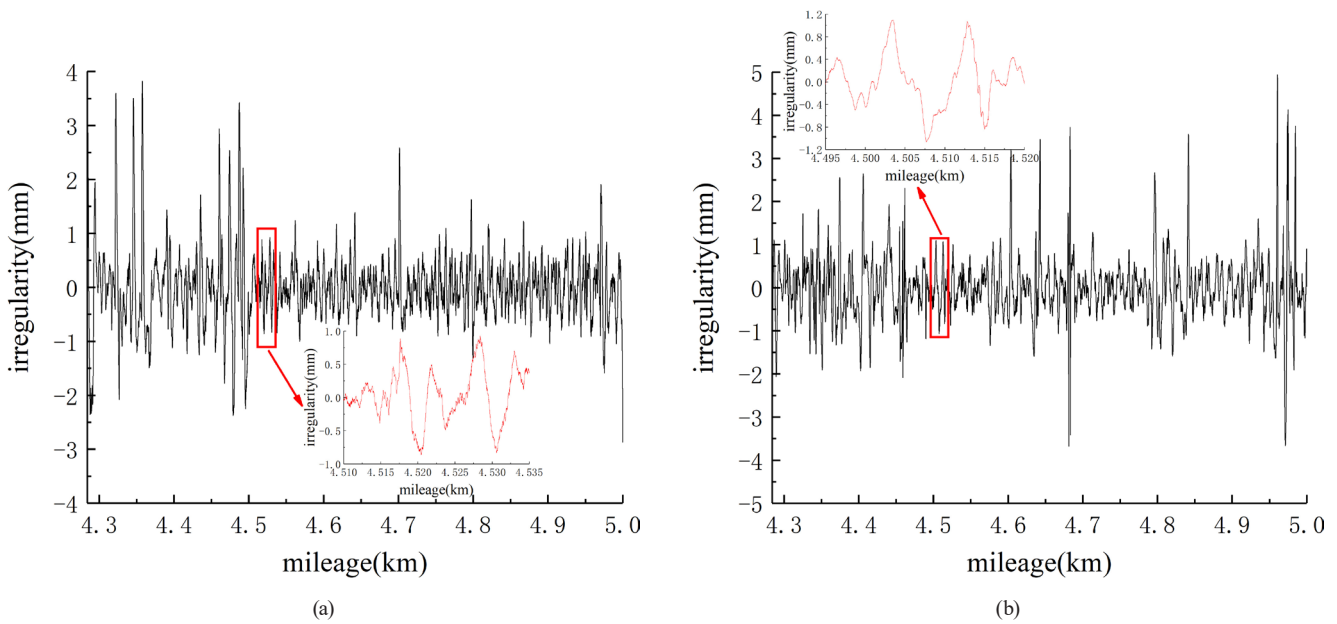 4
3
2
1
0
−1
−2
−3
−4
irregularity(mm)
4.3 4.4 4.5 4.6 4.7 4.8 4.9 5.0
mileage(km)
1.0
0.5
0.0
−0.5
−1.0
irregularity(mm)
4.510 4.515 4.520 4.525 4.530 4.535
mileage(km)
(a)
1.2
0.8
0.4
0.0
−0.4
−0.8
−1.2
irregularity(mm)
4.495 4.500 4.505 4.510 4.515 4.520
mileage(km)
5
4
3
2
1
0
−1
−2
−3
−4
−5
irregularity(mm)
4.3 4.4 4.5 4.6 4.7 4.8 4.9 5.0
mileage(km)
(b)